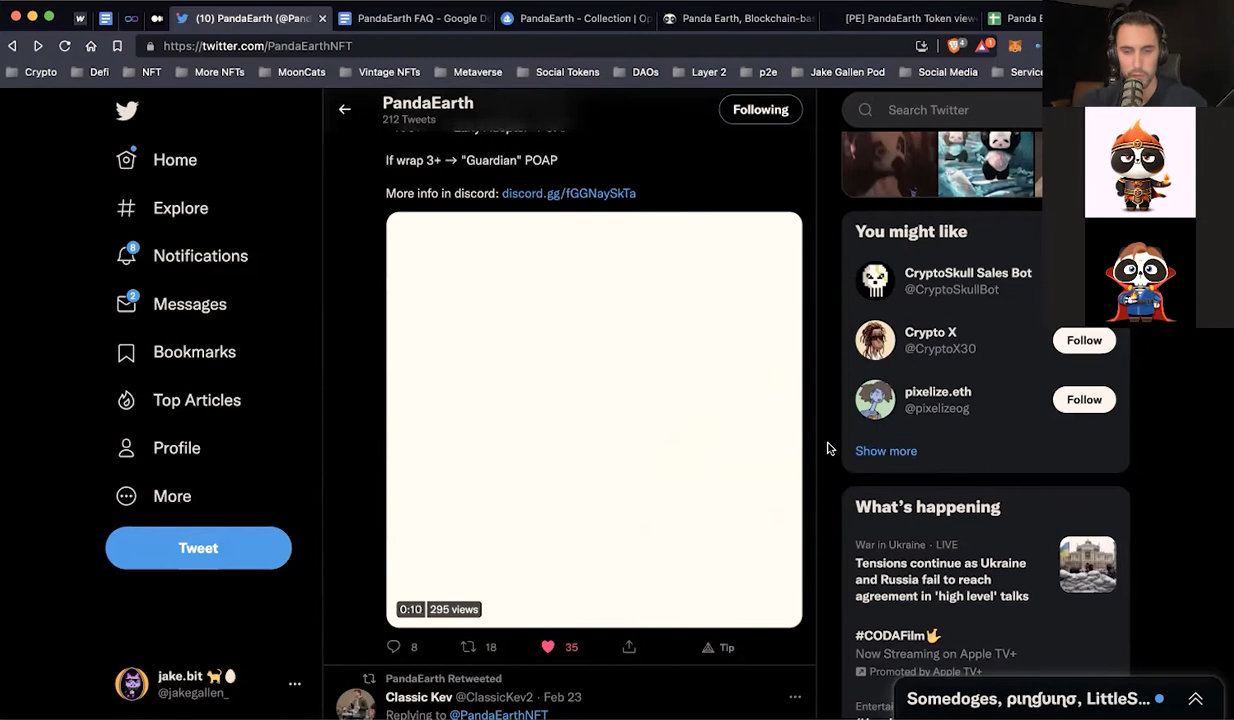 (10) PandaEarth (@Pand
PandaEarth FAQ - Google D
PandaEarth - Collection | Op
Panda Earth, Blockchain-ba
[PE] PandaEarth Token view
Panda E
https://twitter.com/PandaEarthNFT
4
1
Crypto
Defi
NFT
More NFTs
MoonCats
Vintage NFTs
Metaverse
Social Tokens
DAOs
Layer 2
p2e
Jake Gallen Pod
Social Media
Service
PandaEarth
212 Tweets
Following
Search Twitter
Home
Explore
Notifications
8
Messages
2
Bookmarks
Top Articles
Profile
More
Tweet
jake.bit
@jakegallen_
If wrap 3+ → "Guardian" POAP
More info in discord: discord.gg/fGGNaySkTa
0:10 295 views
8
18
35
Tip
PandaEarth Retweeted
Classic Kev @ClassicKev2 · Feb 23
Replying to @PandaEarthNFT
You might like
CryptoSkull Sales Bot
@CryptoSkullBot
Crypto X
@CryptoX30
Follow
pixelize.eth
@pixelizeog
Follow
Show more
What's happening
War in Ukraine · LIVE
Tensions continue as Ukraine
and Russia fail to reach
agreement in 'high level' talks
#CODAFilm
Now Streaming on Apple TV+
Promoted by Apple TV+
Entertai
Somedoges, ριηgυιησ, LittleS...